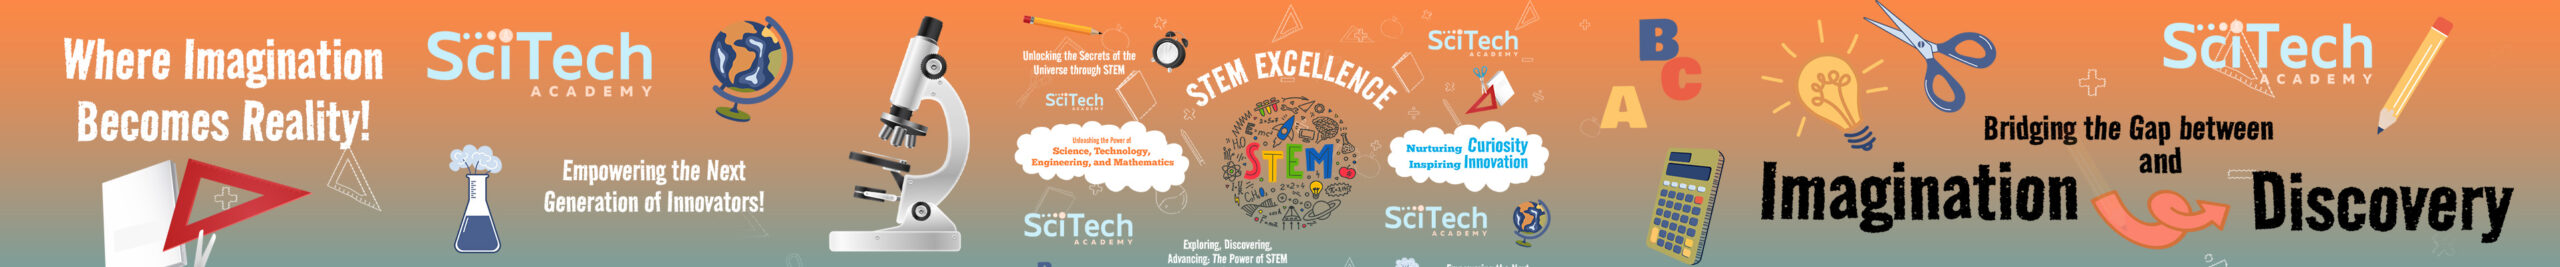 Where Imagination
Becomes Reality!
SciTech
ACADEMY
Empowering the Next
Generation of Innovators!
Unlocking the Secrets of the
Universe through STEM
SciTech
ACADEMY
Unleashing the Power of
Science, Technology,
Engineering, and Mathematics
SciTech
ACADEMY
STEM EXCELLENCE
STEM
Exploring, Discovering,
Advancing: The Power of STEM
SciTech
ACADEMY
Nurturing Curiosity
Inspiring Innovation
SciTech
ACADEMY
A B C
SciTech
ACADEMY
Bridging the Gap between
Imagination and Discovery